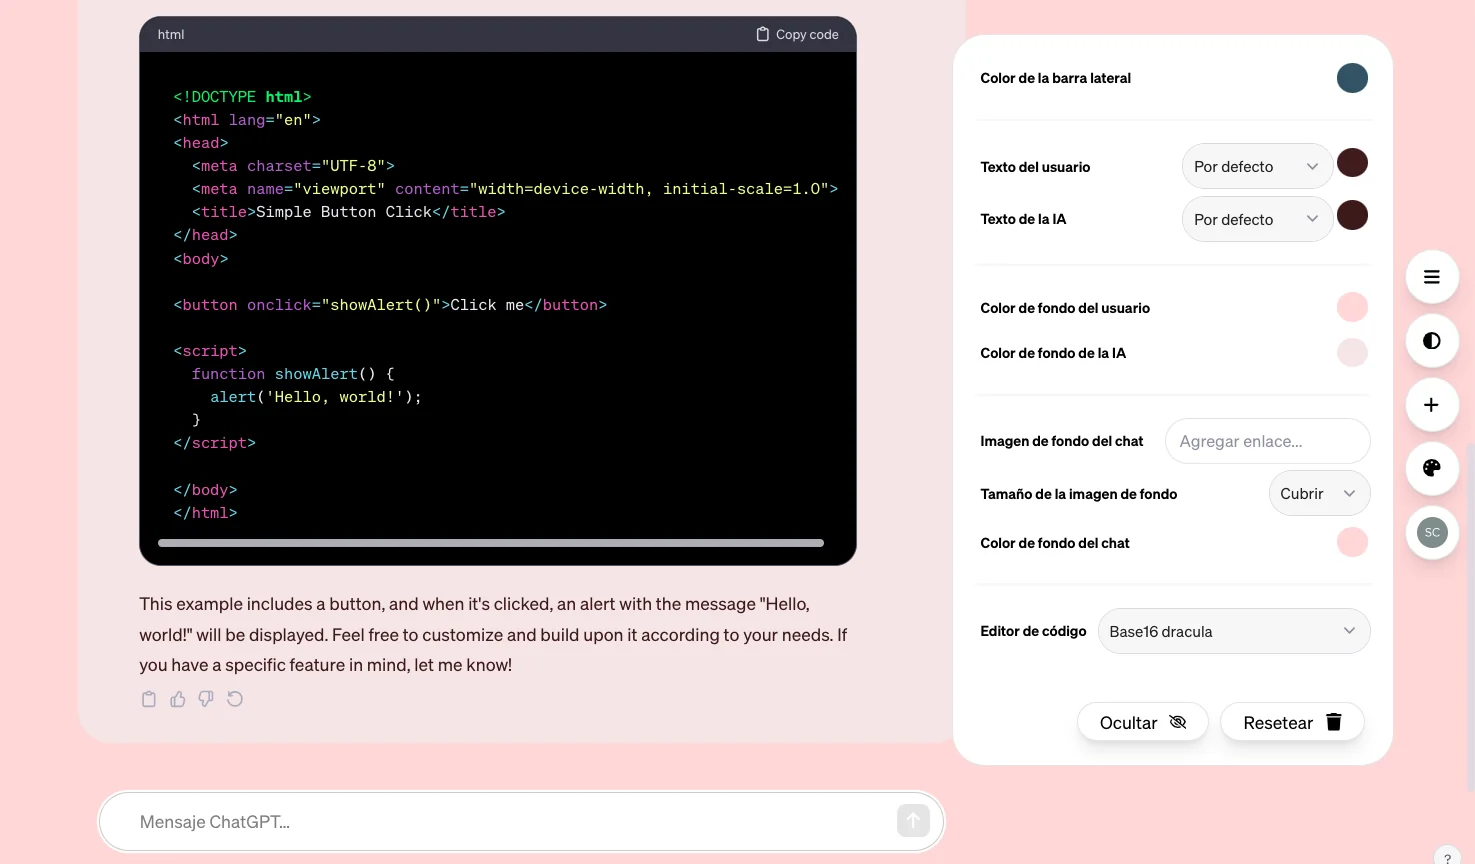 html
Copy code
<!DOCTYPE html>
<html lang="en">
<head>
<meta charset="UTF-8">
<meta name="viewport" content="width=device-width, initial-scale=1.0">
<title>Simple Button Click</title>
</head>
<body>
<button onclick="showAlert()">Click me</button>
<script>
function showAlert() {
alert('Hello, world!');
}
</script>
</body>
</html>
This example includes a button, and when it's clicked, an alert with the message "Hello,
world!" will be displayed. Feel free to customize and build upon it according to your needs. If
you have a specific feature in mind, let me know!
Mensaje ChatGPT...
Color de la barra lateral
Texto del usuario
Por defecto
Texto de la IA
Por defecto
Color de fondo del usuario
Color de fondo de la IA
Imagen de fondo del chat
Agregar enlace...
Tamaño de la imagen de fondo
Cubrir
Color de fondo del chat
Editor de código
Base16 dracula
Ocultar
Resetear
SC
?